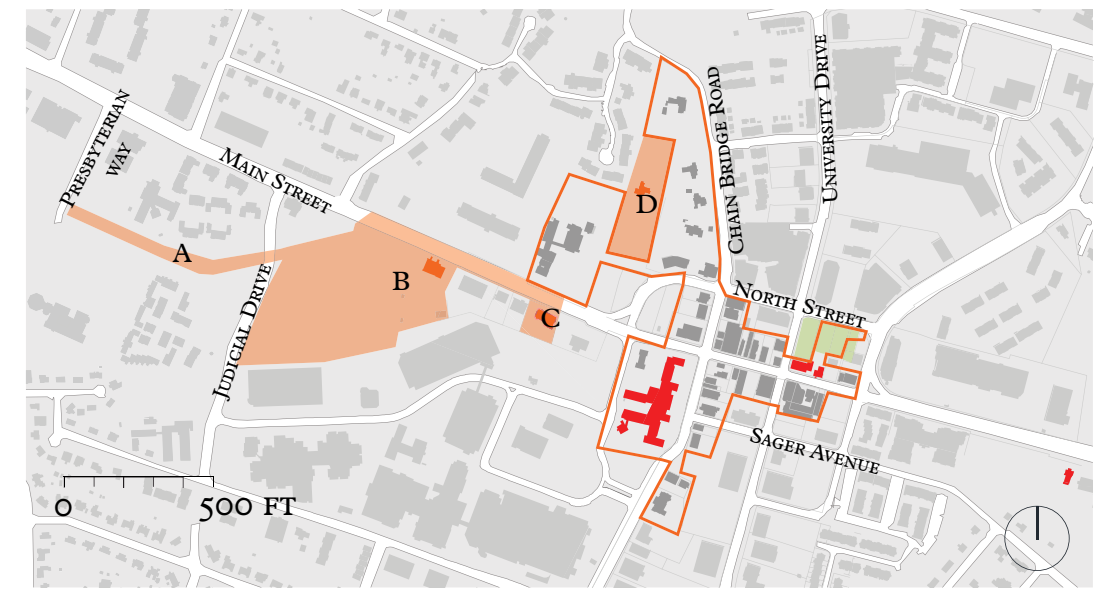 University Drive
Chain Bridge Road
Presbyterian
Way
Main Street
A
B
C
D
Judicial Drive
North Street
Sager Avenue
0
500 FT